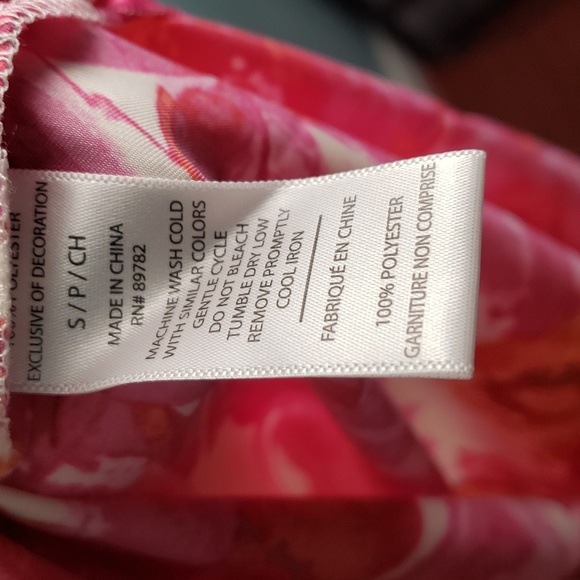 POLYESTER
EXCLUSIVE OF DECORATION
S / P / CH
MADE IN CHINA
RN# 89782
MACHINE WASH COLD
WITH SIMILAR COLORS
GENTLE CYCLE
DO NOT BLEACH
TUMBLE DRY LOW
REMOVE PROMPTLY
COOL IRON
FABRIQUÉ EN CHINE
100% POLYESTER
GARNITURE NON COMPRISE